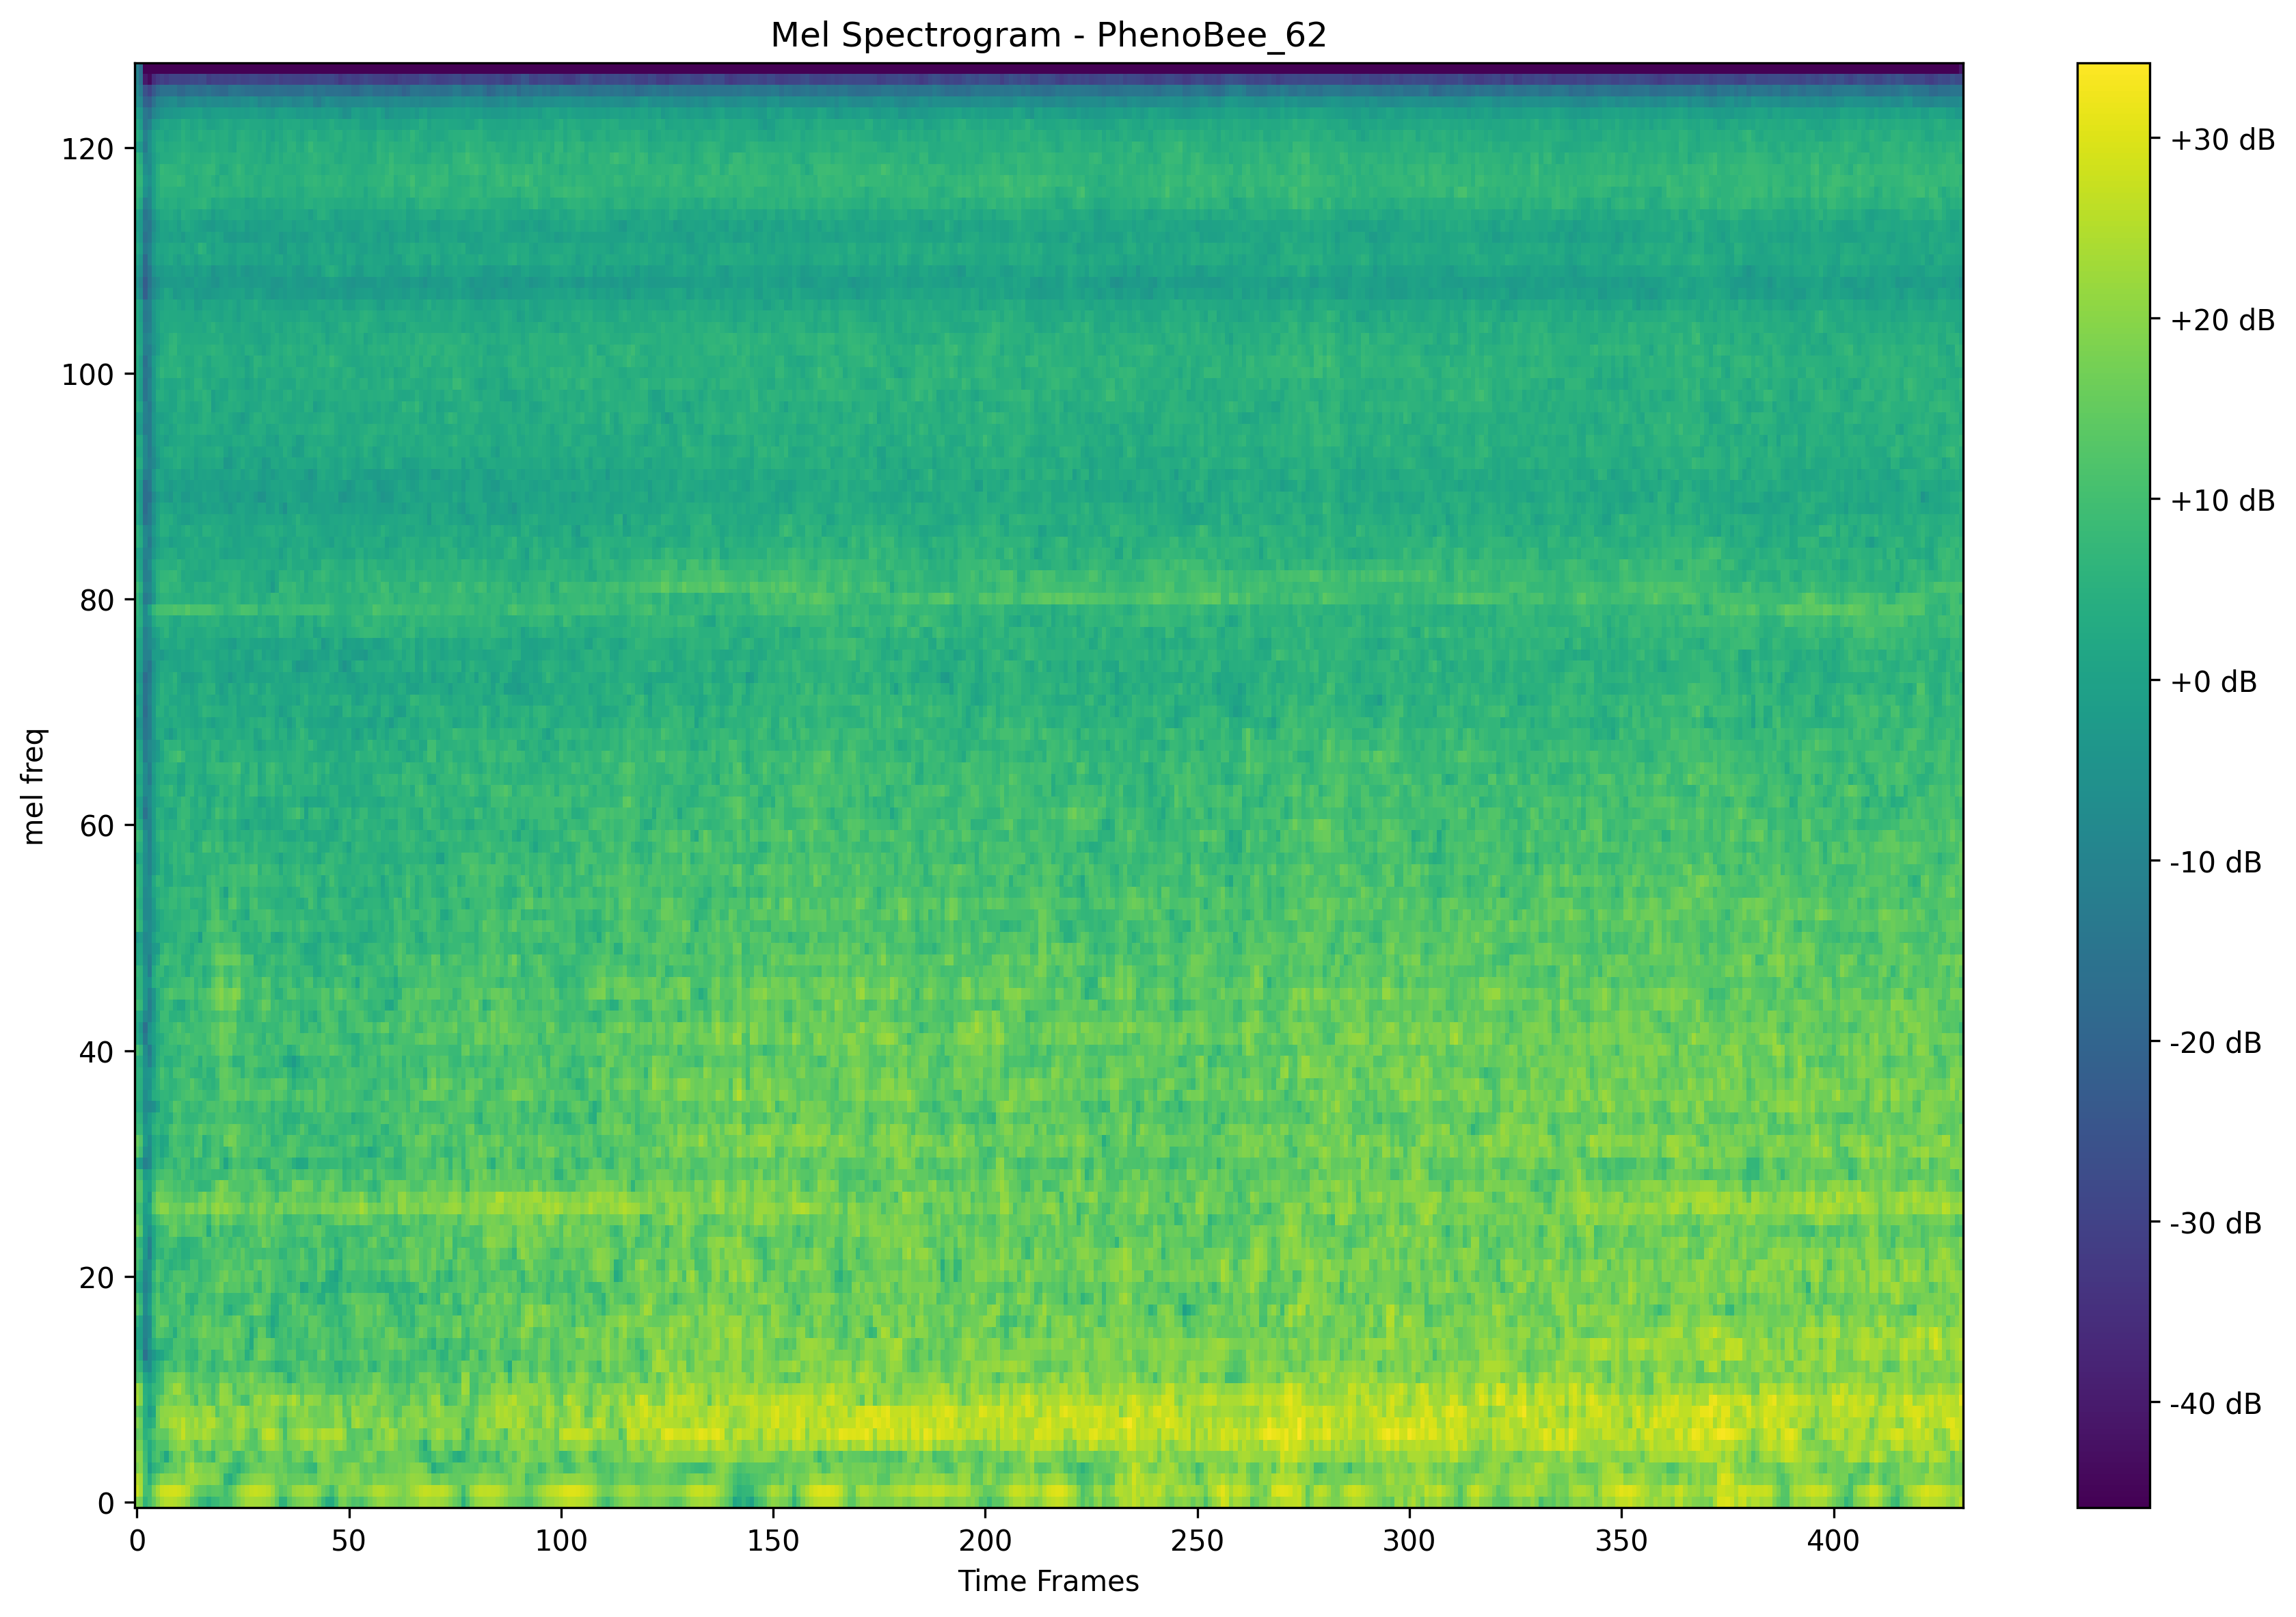 Mel Spectrogram - PhenoBee_62
mel freq
120
100
80
60
40
20
0
0 50 100 150 200 250 300 350 400
Time Frames
+30 dB
+20 dB
+10 dB
+0 dB
-10 dB
-20 dB
-30 dB
-40 dB